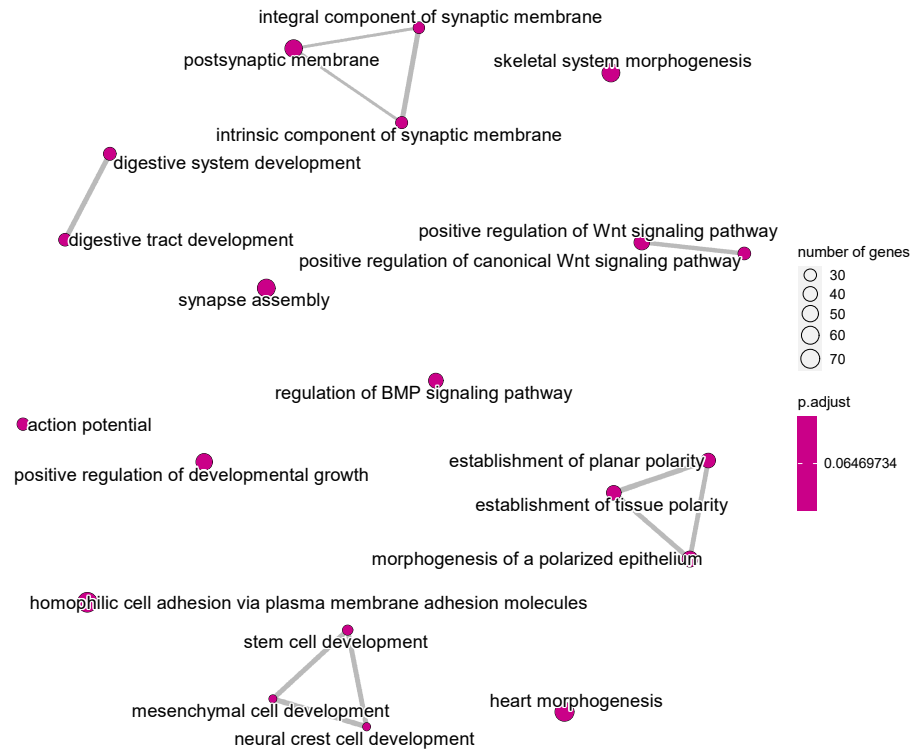 integral component of synaptic membrane
postsynaptic membrane
skeletal system morphogenesis
intrinsic component of synaptic membrane
digestive system development
positive regulation of Wnt signaling pathway
digestive tract development
positive regulation of canonical Wnt signaling pathway
synapse assembly
number of genes
30
40
50
60
70
regulation of BMP signaling pathway
p.adjust
0.06469734
action potential
positive regulation of developmental growth
establishment of planar polarity
establishment of tissue polarity
morphogenesis of a polarized epithelium
homophilic cell adhesion via plasma membrane adhesion molecules
stem cell development
mesenchymal cell development
neural crest cell development
heart morphogenesis